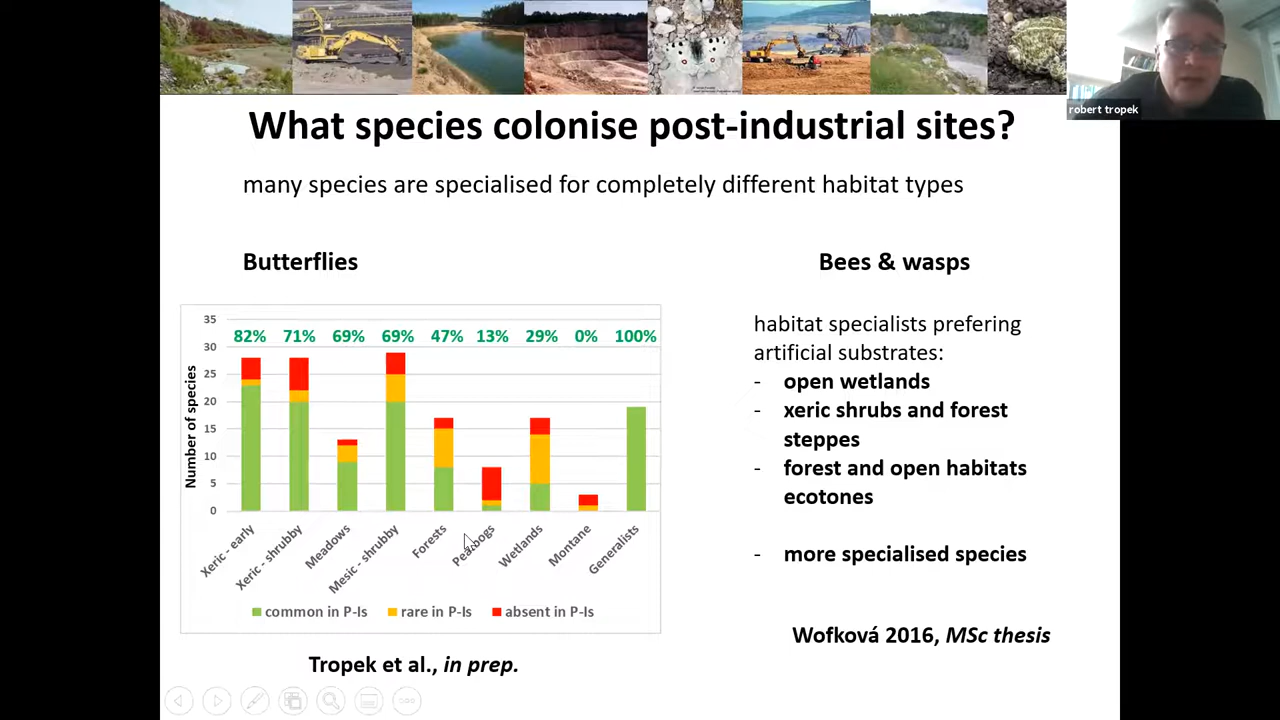 robert tropek
What species colonise post-industrial sites?
many species are specialised for completely different habitat types
Butterflies
35
30
25
20
15
10
5
0
Number of species
82% 71% 69% 69% 47% 13% 29% 0% 100%
Xeric - early
Xeric - shrubby
Meadows
Mesic - shrubby
Forests
Peatbogs
Wetlands
Montane
Generalists
common in P-Is rare in P-Is absent in P-Is
Tropek et al., in prep.
Bees & wasps
habitat specialists prefering
artificial substrates:
- open wetlands
- xeric shrubs and forest
steppes
- forest and open habitats
ecotones
- more specialised species
Wofková 2016, MSc thesis